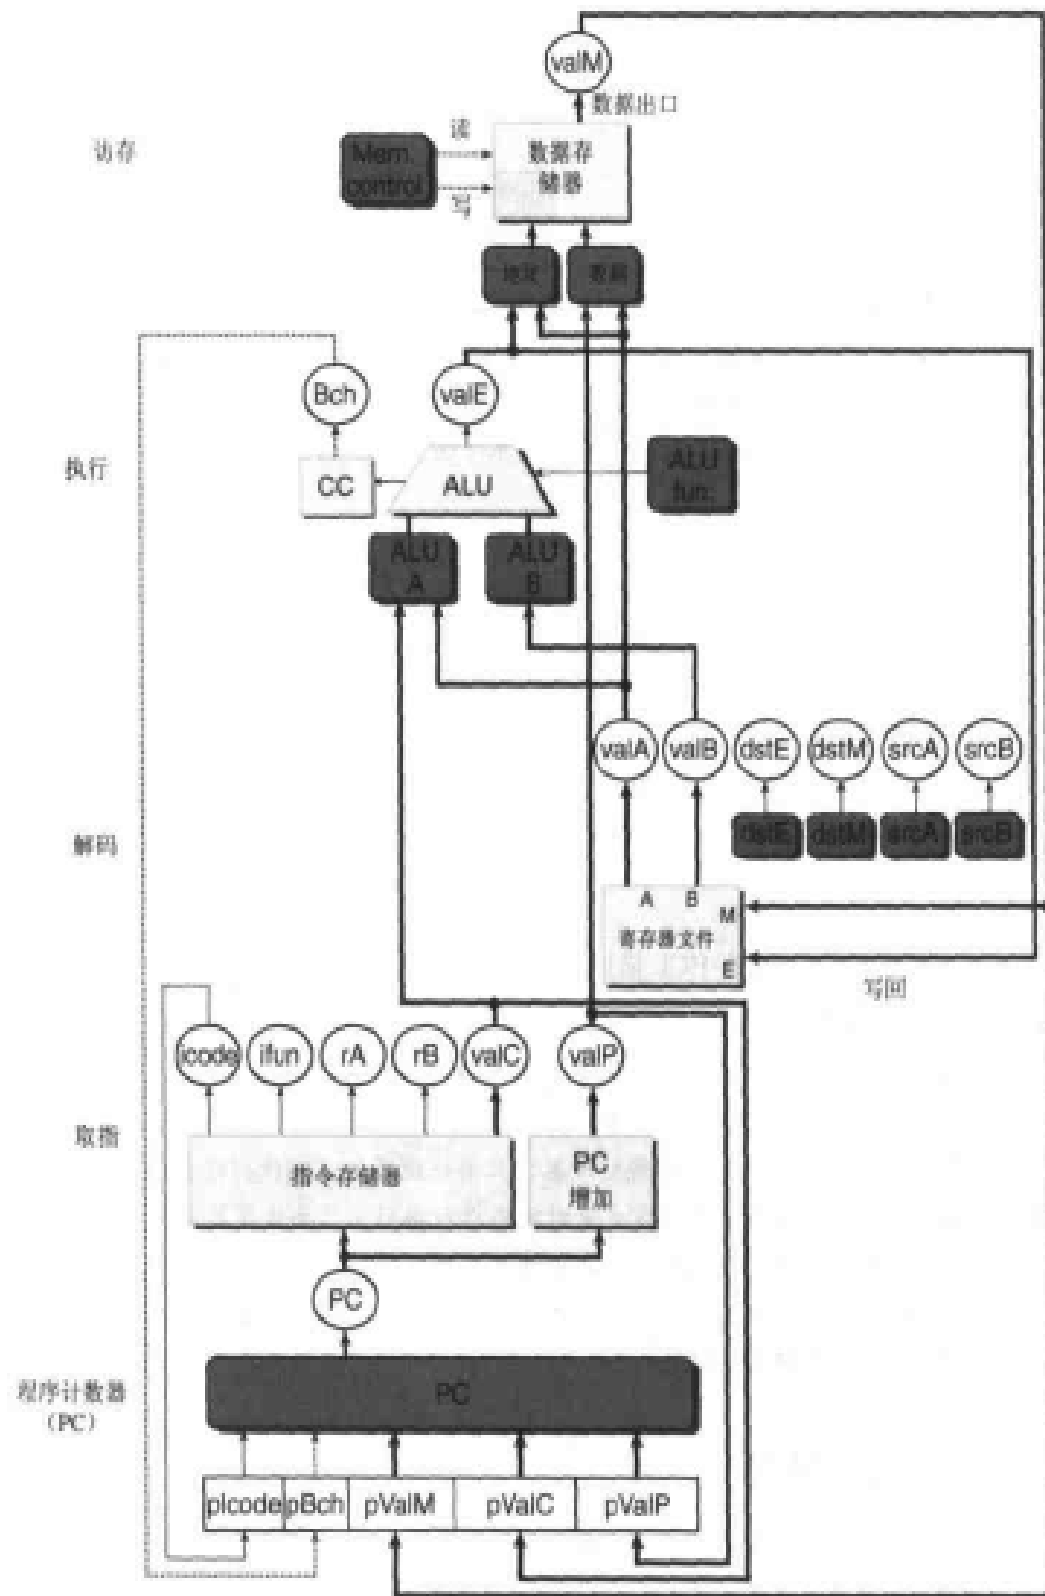 valM
数据出口
访存
读
Mem.
control
写
数据存
储器
地址
数据
Bch
valE
执行
CC
ALU
ALU
fun.
ALU
A
ALU
B
valA
valB
dstE
dstM
srcA
srcB
解码
dstE
dstM
srcA
srcB
A
B
M
寄存器文件
E
写回
icode
ifun
rA
rB
valC
valP
取指
指令存储器
PC
增加
PC
程序计数器
（PC）
PC
pIcode
pBch
pValM
pValC
pValP